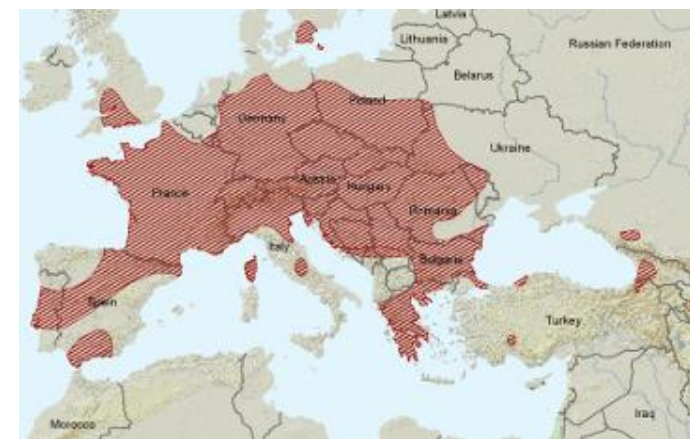 Latvia
Lithuania
Russian Federation
Belarus
Poland
Germany
Ukraine
Austria
Hungary
France
Romania
Italy
Bulgaria
Spain
Turkey
Morocco
Iraq